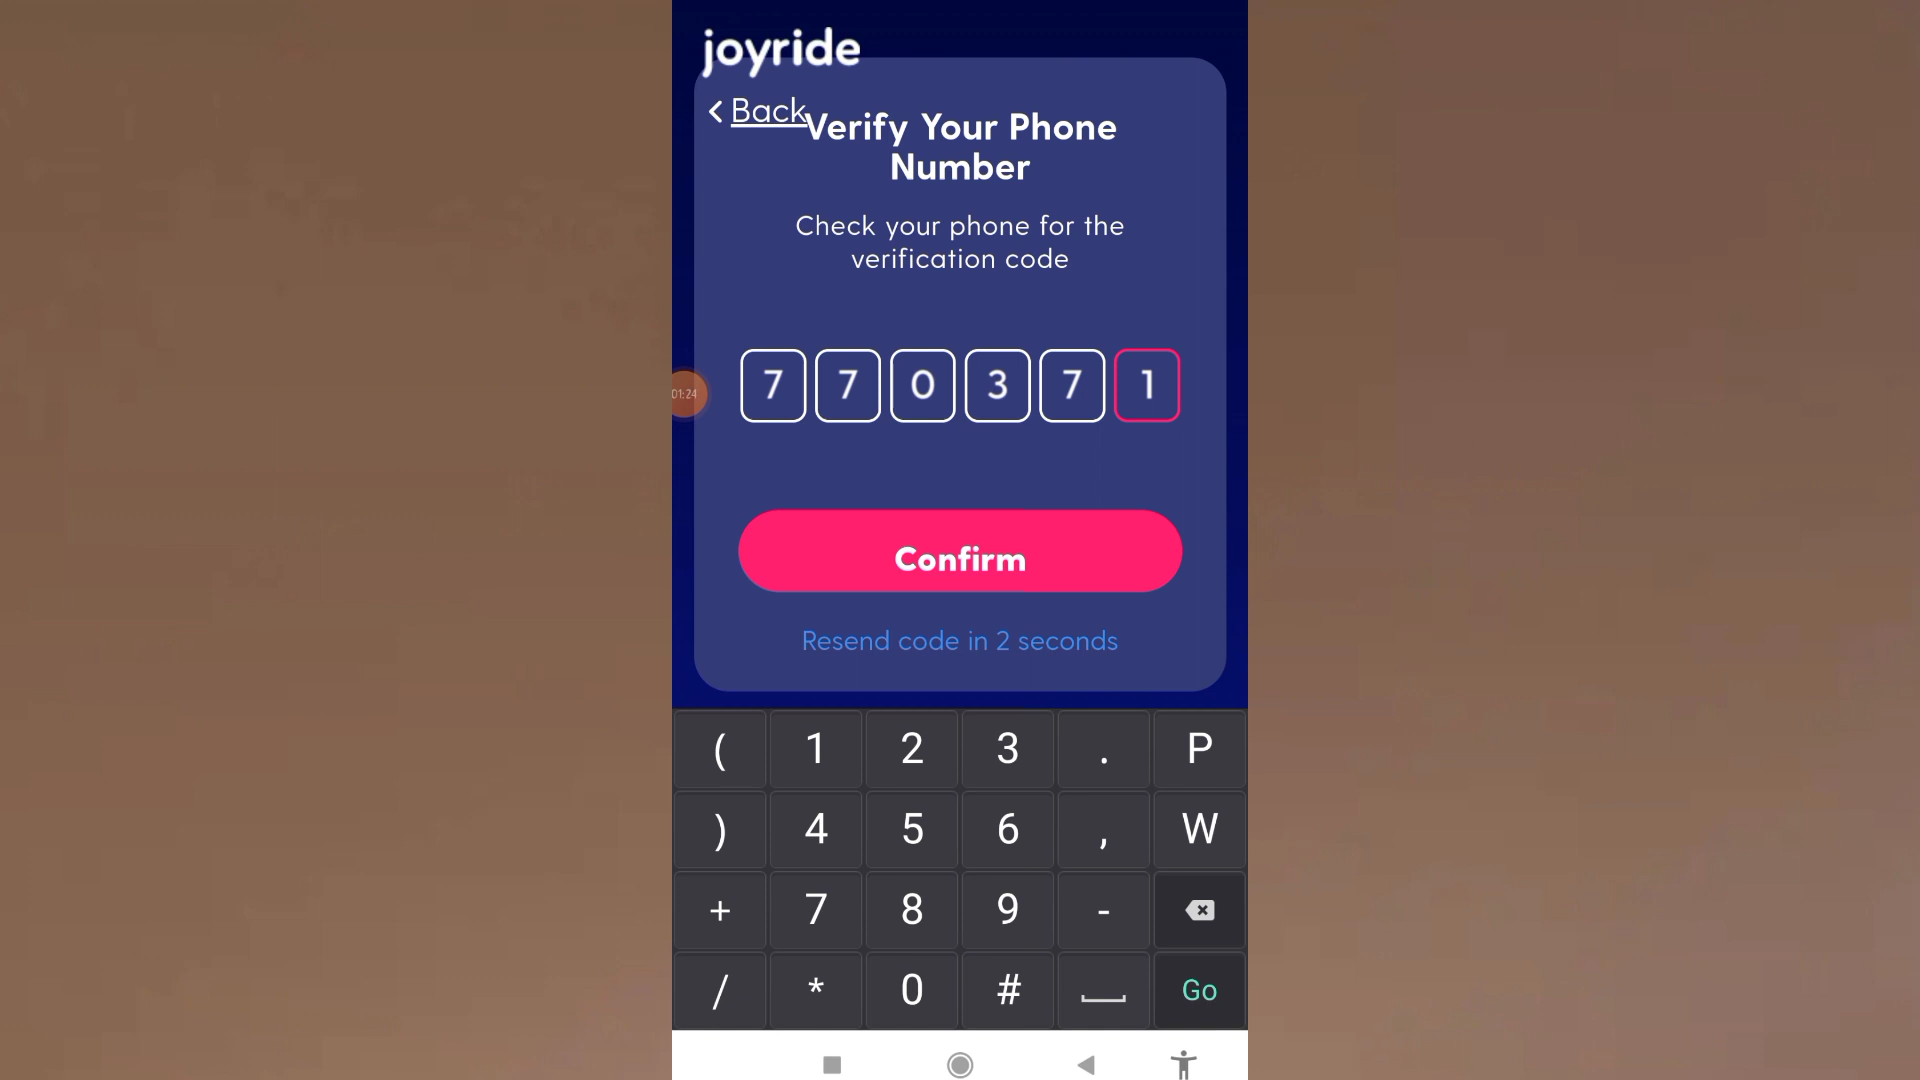 joyride
Back
Verify Your Phone
Number
Check your phone for the
verification code
7 7 0 3 7 1
01:24
Confirm
Resend code in 2 seconds
( 1 2 3 . P
) 4 5 6 , W
+ 7 8 9 -
/ * 0 # Go